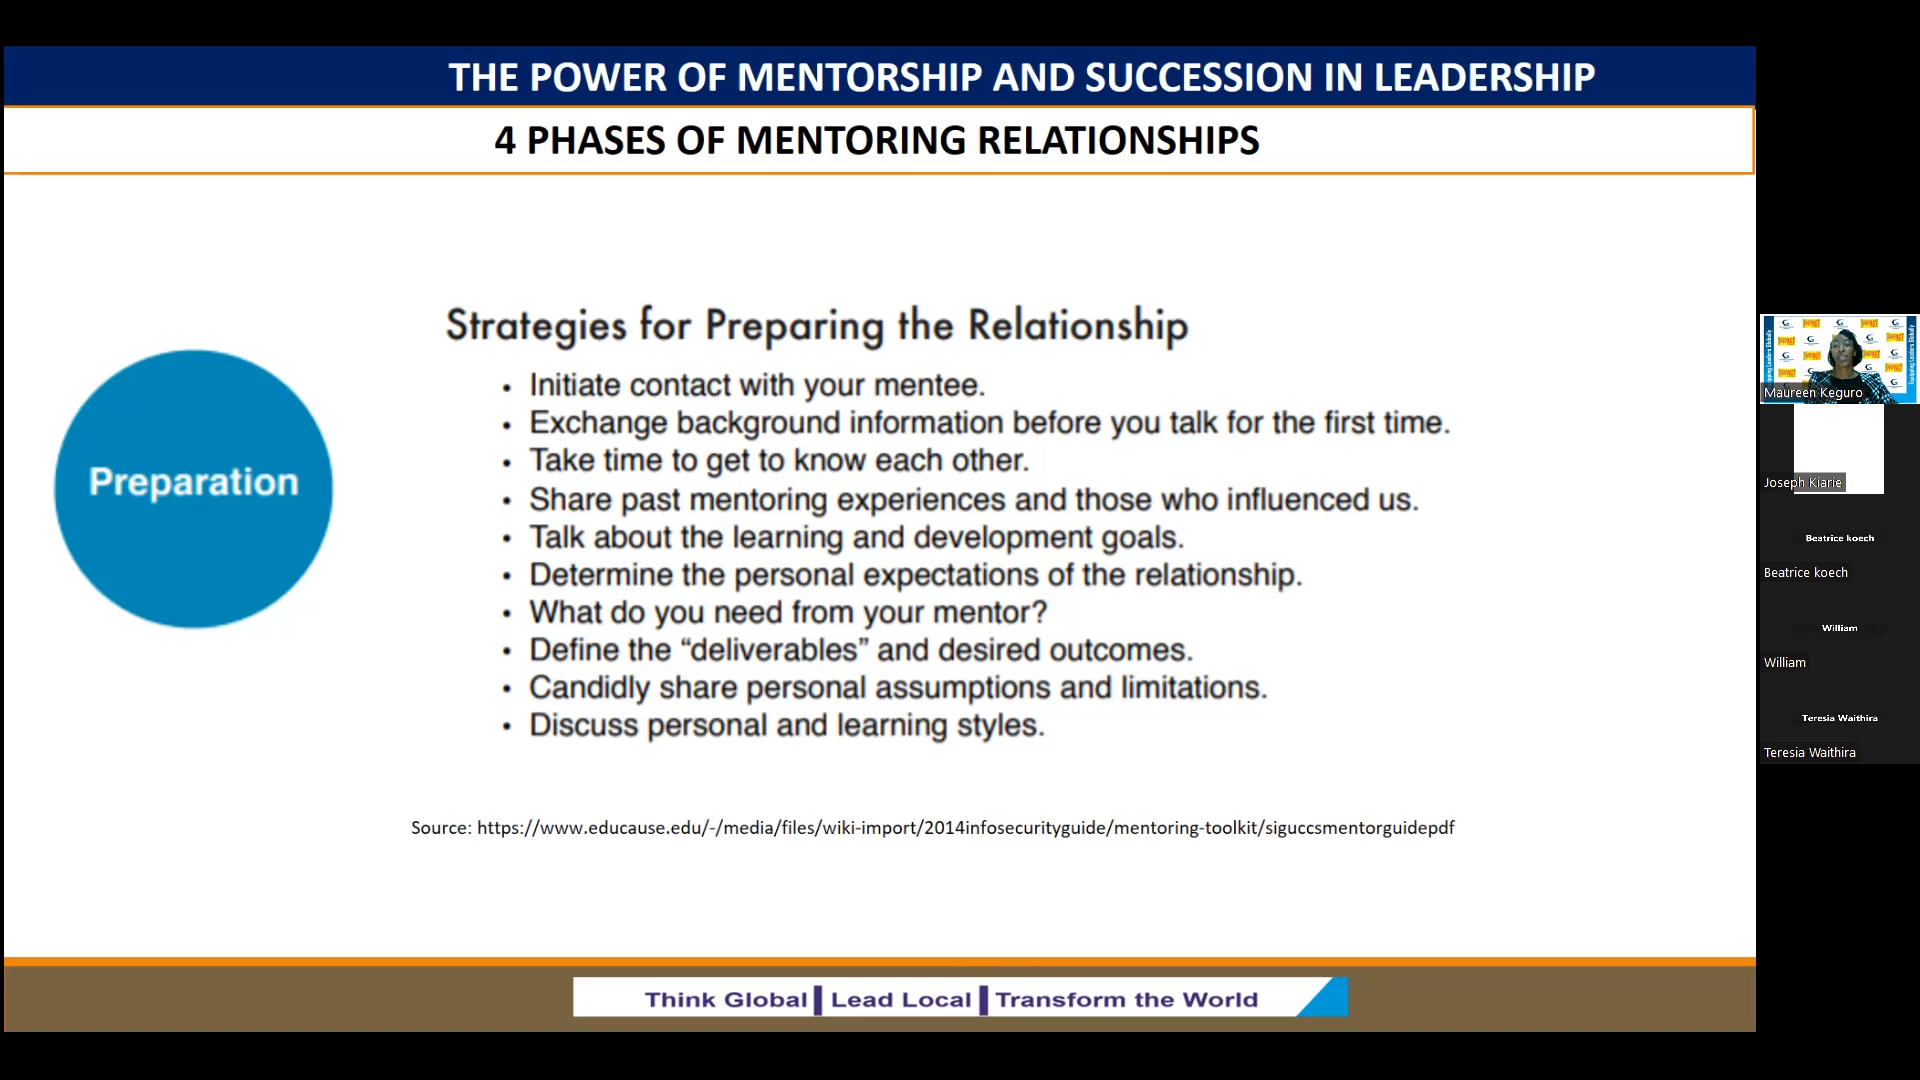 THE POWER OF MENTORSHIP AND SUCCESSION IN LEADERSHIP
4 PHASES OF MENTORING RELATIONSHIPS
Preparation
Strategies for Preparing the Relationship
• Initiate contact with your mentee.
• Exchange background information before you talk for the first time.
• Take time to get to know each other.
• Share past mentoring experiences and those who influenced us.
• Talk about the learning and development goals.
• Determine the personal expectations of the relationship.
• What do you need from your mentor?
• Define the “deliverables” and desired outcomes.
• Candidly share personal assumptions and limitations.
• Discuss personal and learning styles.
Source: https://www.educause.edu/-/media/files/wiki-import/2014infosecurityguide/mentoring-toolkit/siguccsmentorguidepdf
Think Global | Lead Local | Transform the World
Maureen Keguro
Joseph Kiarie
Beatrice koech
Beatrice koech
William
William
Teresia Waithira
Teresia Waithira